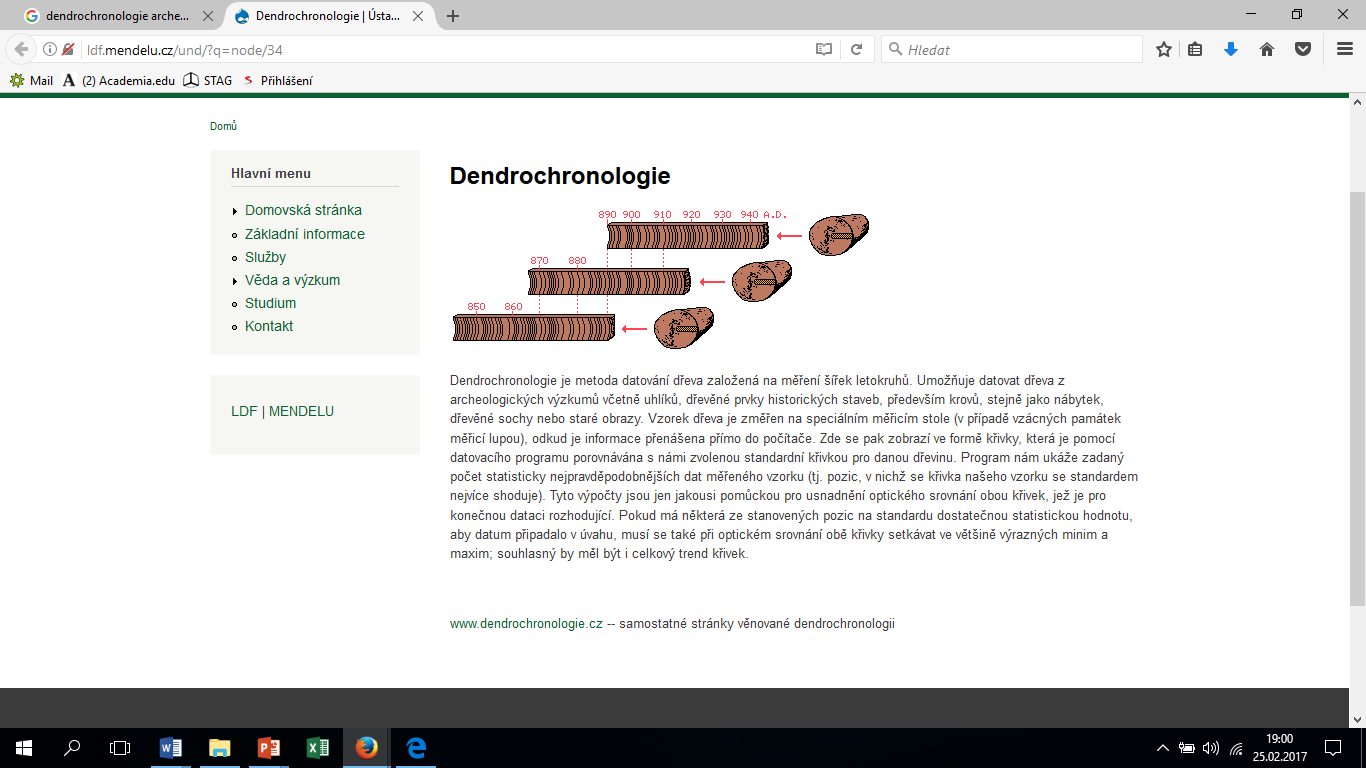 dendrochronologie arche...
Dendrochronologie | Ústa...
ldf.mendelu.cz/und/?q=node/34
Hledat
Mail
(2) Academia.edu
STAG
Přihlášení
Domů
Hlavní menu
Domovská stránka
Základní informace
Služby
Věda a výzkum
Studium
Kontakt
LDF | MENDELU
Dendrochronologie
890 900 910 920 930 940 A.D.
870 880
850 860
Dendrochronologie je metoda datování dřeva založená na měření šířek letokruhů. Umožňuje datovat dřeva z
archeologických výzkumů včetně uhlíků, dřevěné prvky historických staveb, především krovů, stejně jako nábytek,
dřevěné sochy nebo staré obrazy. Vzorek dřeva je změřen na speciálním měřicím stole (v případě vzácných památek
měřicí lupou), odkud je informace přenášena přímo do počítače. Zde se pak zobrazí ve formě křivky, která je pomocí
datovacího programu porovnávána s námi zvolenou standardní křivkou pro danou dřevinu. Program nám ukáže zadaný
počet statisticky nejpravděpodobnějších dat měřeného vzorku (tj. pozic, v nichž se křivka našeho vzorku se standardem
nejvíce shoduje). Tyto výpočty jsou jen jakousi pomůckou pro usnadnění optického srovnání obou křivek, jež je pro
konečnou dataci rozhodující. Pokud má některá ze stanovených pozic na standardu dostatečnou statistickou hodnotu,
aby datum připadalo v úvahu, musí se také při optickém srovnání obě křivky setkávat ve většině výrazných minim a
maxim; souhlasný by měl být i celkový trend křivek.
www.dendrochronologie.cz -- samostatné stránky věnované dendrochronologii
19:00
25.02.2017